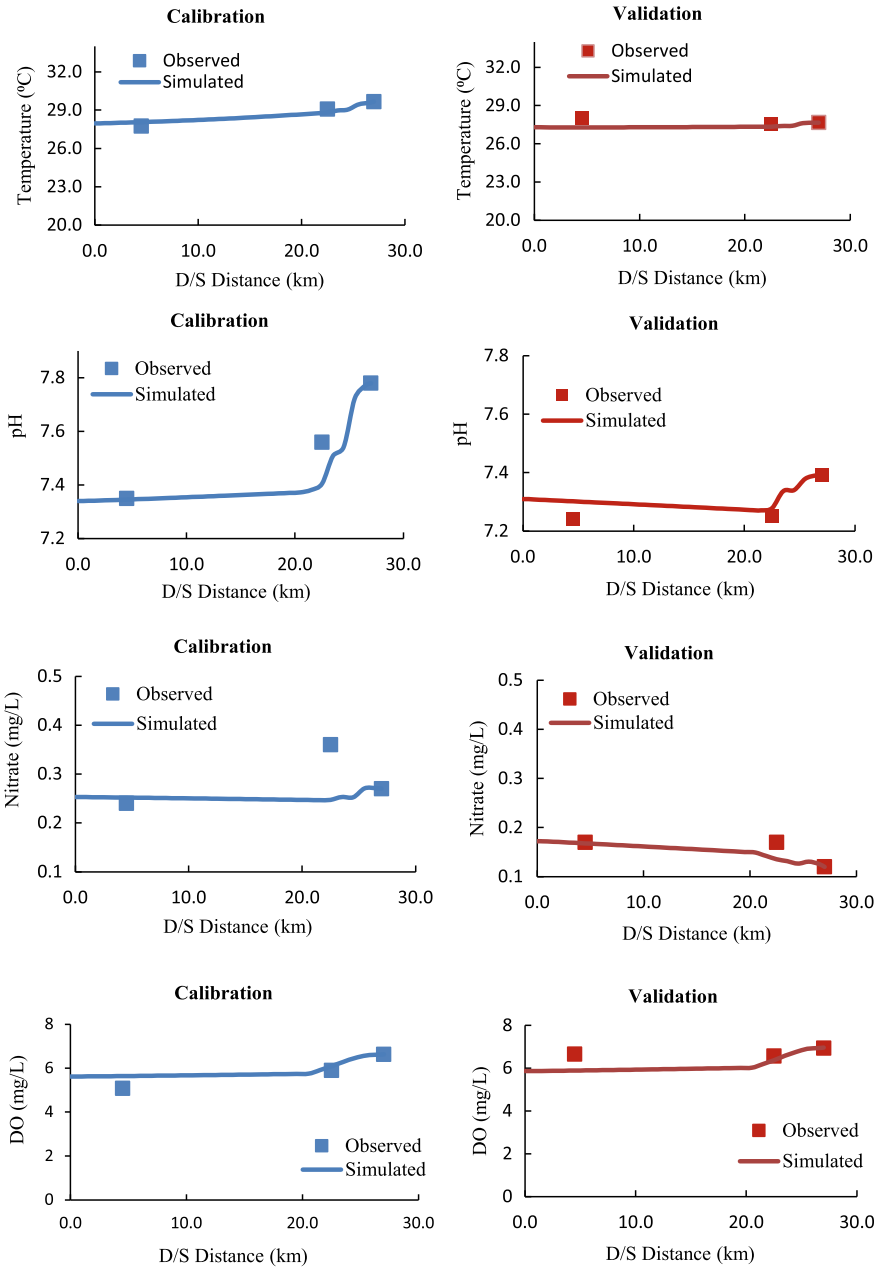 Calibration
Observed
Simulated
32.0
29.0
26.0
23.0
20.0
Temperature (ºC)
0.0 10.0 20.0 30.0
D/S Distance (km)
Validation
Observed
Simulated
32.0
29.0
26.0
23.0
20.0
Temperature (ºC)
0.0 10.0 20.0 30.0
D/S Distance (km)
Calibration
Observed
Simulated
7.8
7.6
7.4
7.2
pH
0.0 10.0 20.0 30.0
D/S Distance (km)
Validation
7.8
Observed
Simulated
7.6
7.4
7.2
pH
0.0 10.0 20.0 30.0
D/S Distance (km)
Calibration
0.5
Observed
Simulated
0.4
0.3
0.2
0.1
Nitrate (mg/L)
0.0 10.0 20.0 30.0
D/S Distance (km)
Validation
0.5
Observed
Simulated
0.4
0.3
0.2
0.1
Nitrate (mg/L)
0.0 10.0 20.0 30.0
D/S Distance (km)
Calibration
8
6
4
2
0
DO (mg/L)
Observed
Simulated
0.0 10.0 20.0 30.0
D/S Distance (km)
Validation
8
6
4
2
0
DO (mg/L)
Observed
Simulated
0.0 10.0 20.0 30.0
D/S Distance (km)